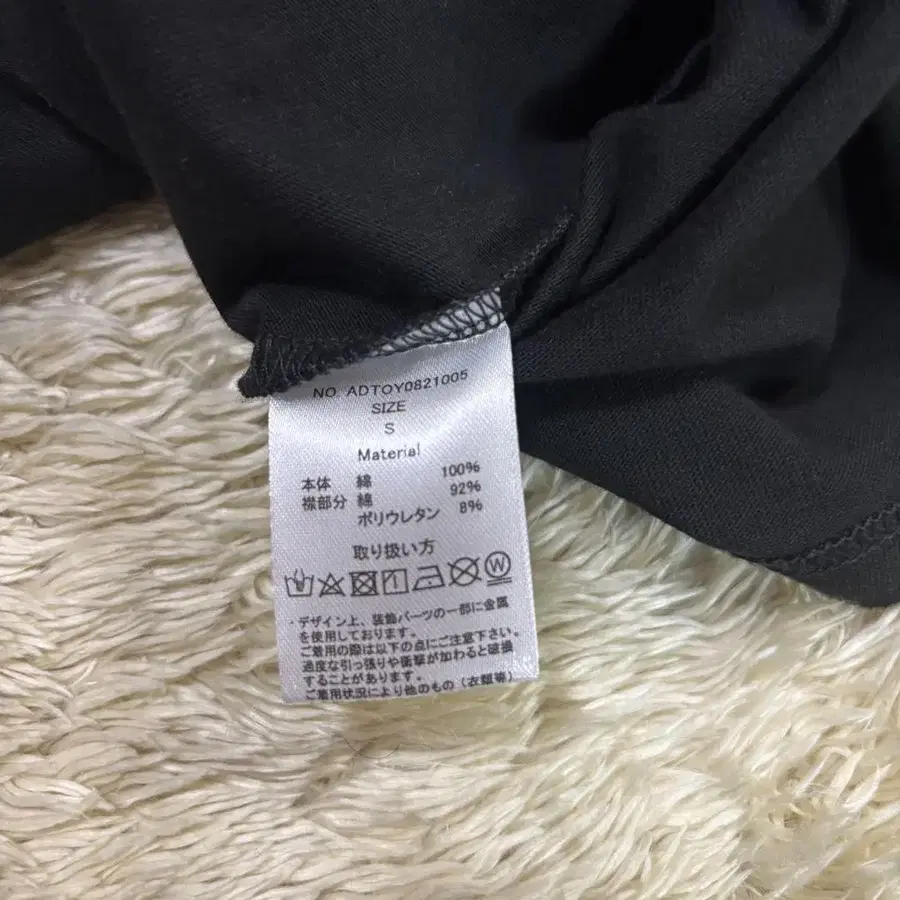 NO. ADTOY0821005
SIZE
S
Material
本体 綿 100%
襟部分 綿 92%
ポリウレタン 8%
取り扱い方
W
・デザイン上、装飾パーツの一部に金属
を使用しております。
ご着用の際は以下の点にご注意下さい。
過度な引っ張りや衝撃が加わると破損
することがあります。
ご着用状況により他のもの（衣類等）